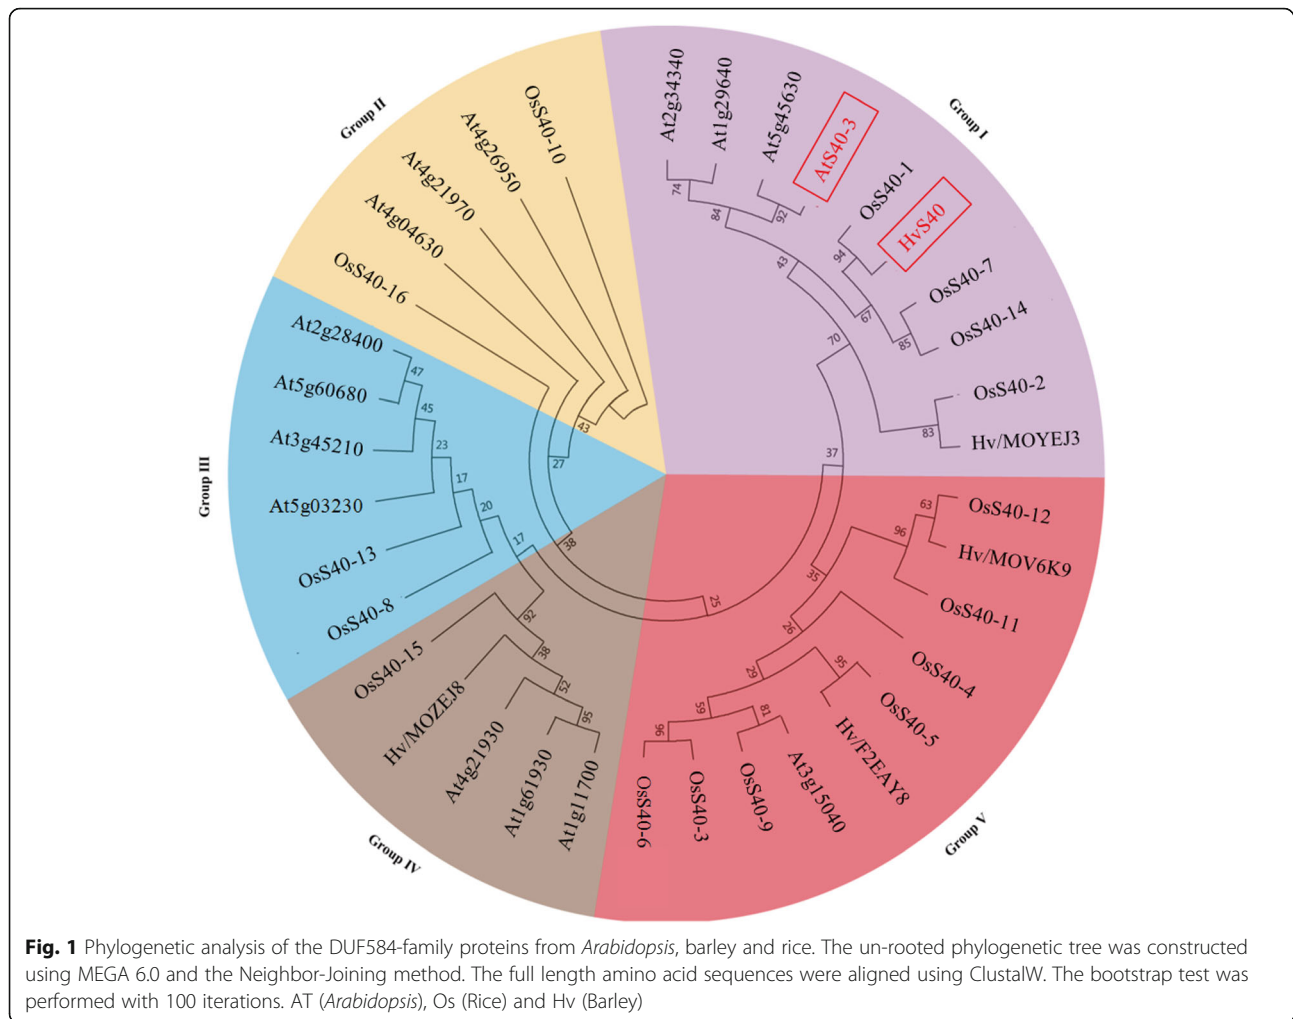 Group I
At2g34340
At1g29640
At5g45630
AtS40-3
OsS40-1
HvS40
OsS40-7
OsS40-14
OsS40-2
Hv/MOYEJ3
74
84
92
43
94
67
85
70
83
37
Group V
OsS40-12
Hv/MOV6K9
OsS40-11
OsS40-4
OsS40-5
Hv/F2EAY8
At3g15040
OsS40-9
OsS40-3
OsS40-6
63
96
35
26
95
29
59
81
96
25
Group IV
At1g11700
At1g61930
At4g21930
Hv/MOZEJ8
OsS40-15
92
38
52
95
38
Group III
OsS40-8
OsS40-13
At5g03230
At3g45210
At5g60680
At2g28400
47
45
23
17
20
17
Group II
OsS40-16
At4g04630
At4g21970
At4g26950
OsS40-10
43
27
Fig. 1 Phylogenetic analysis of the DUF584-family proteins from Arabidopsis, barley and rice. The un-rooted phylogenetic tree was constructed
using MEGA 6.0 and the Neighbor-Joining method. The full length amino acid sequences were aligned using ClustalW. The bootstrap test was
performed with 100 iterations. AT (Arabidopsis), Os (Rice) and Hv (Barley)